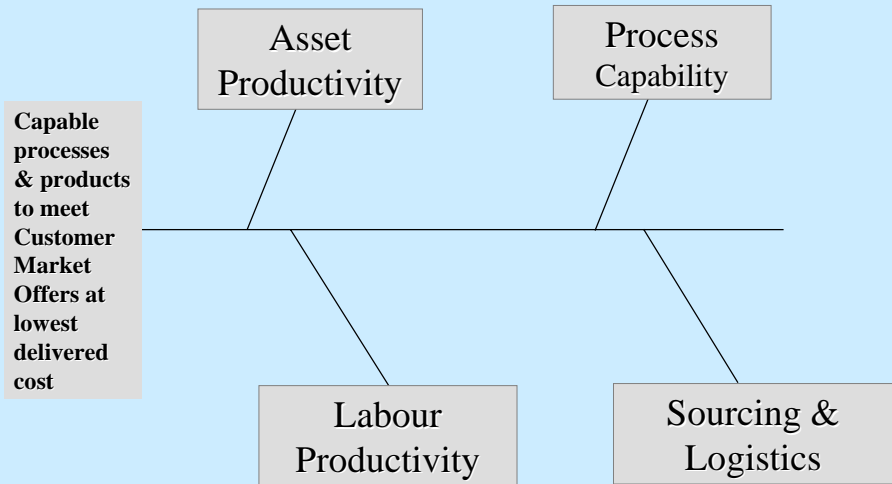 Asset
Productivity
Process
Capability
Capable
processes
& products
to meet
Customer
Market
Offers at
lowest
delivered
cost
Labour
Productivity
Sourcing &
Logistics